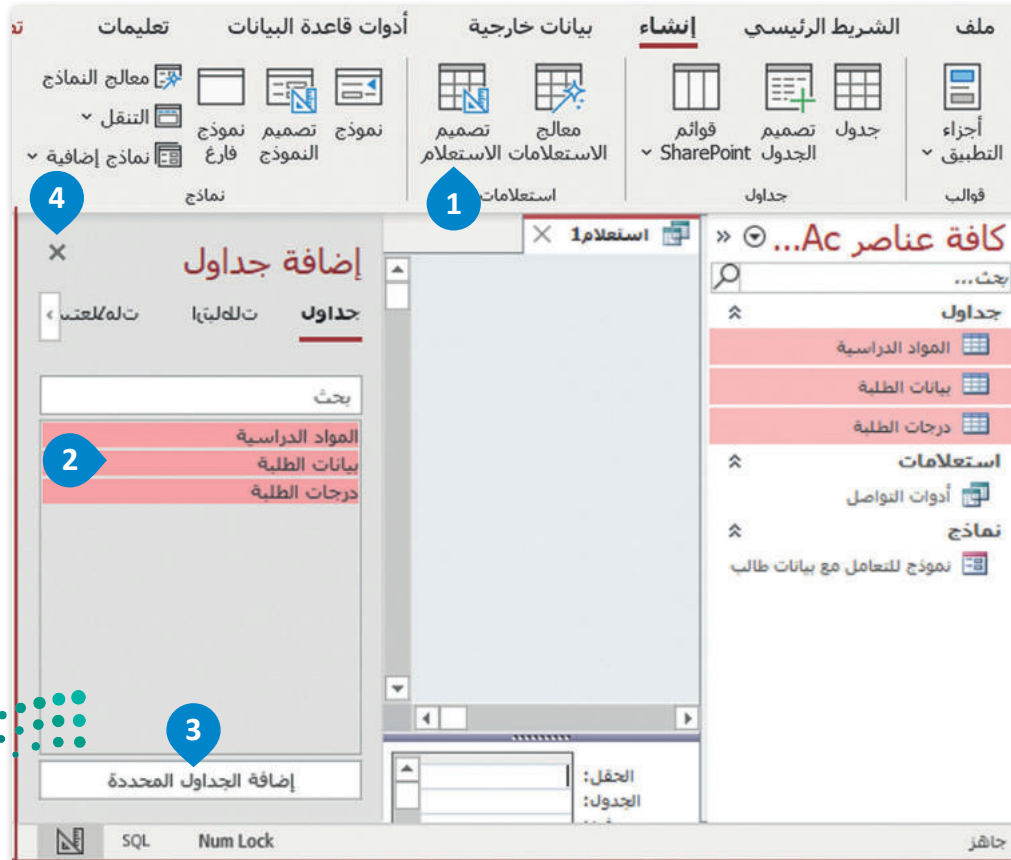 ملف
الشريط الرئيسي
إنشاء
بيانات خارجية
أدوات قاعدة البيانات
تعليمات
أجزاء التطبيق
قوالب
جدول
تصميم الجدول
قوائم SharePoint
جداول
معالج الاستعلامات
تصميم الاستعلام
استعلامات
نموذج
تصميم النموذج
نموذج فارغ
معالج النماذج
التنقل
نماذج إضافية
نماذج
1
4
كافة عناصر Ac...
بحث...
جداول
المواد الدراسية
بيانات الطلبة
درجات الطلبة
استعلامات
أدوات التواصل
نماذج
نموذج للتعامل مع بيانات طالب
استعلام1
الحقل:
الجدول:
إضافة جداول
جداول
بحث
المواد الدراسية
بيانات الطلبة
درجات الطلبة
2
3
إضافة الجداول المحددة
جاهز
Num Lock
SQL